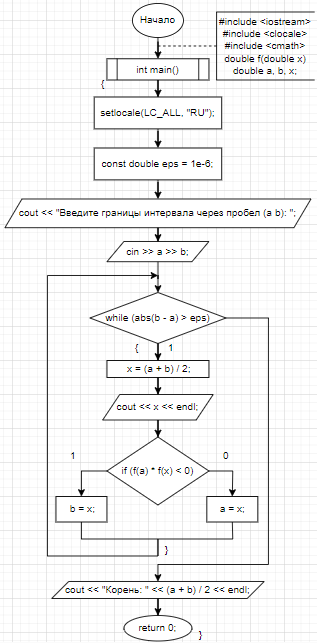 Начало
#include <iostream>
#include <clocale>
#include <cmath>
double f(double x)
double a, b, x;
int main()
{
setlocale(LC_ALL, "RU");
const double eps = 1e-6;
cout << "Введите границы интервала через пробел (a b): ";
cin >> a >> b;
while (abs(b - a) > eps)
{ 1
x = (a + b) / 2;
cout << x << endl;
1 0
if (f(a) * f(x) < 0)
b = x; a = x;
}
cout << "Корень: " << (a + b) / 2 << endl;
return 0;
}